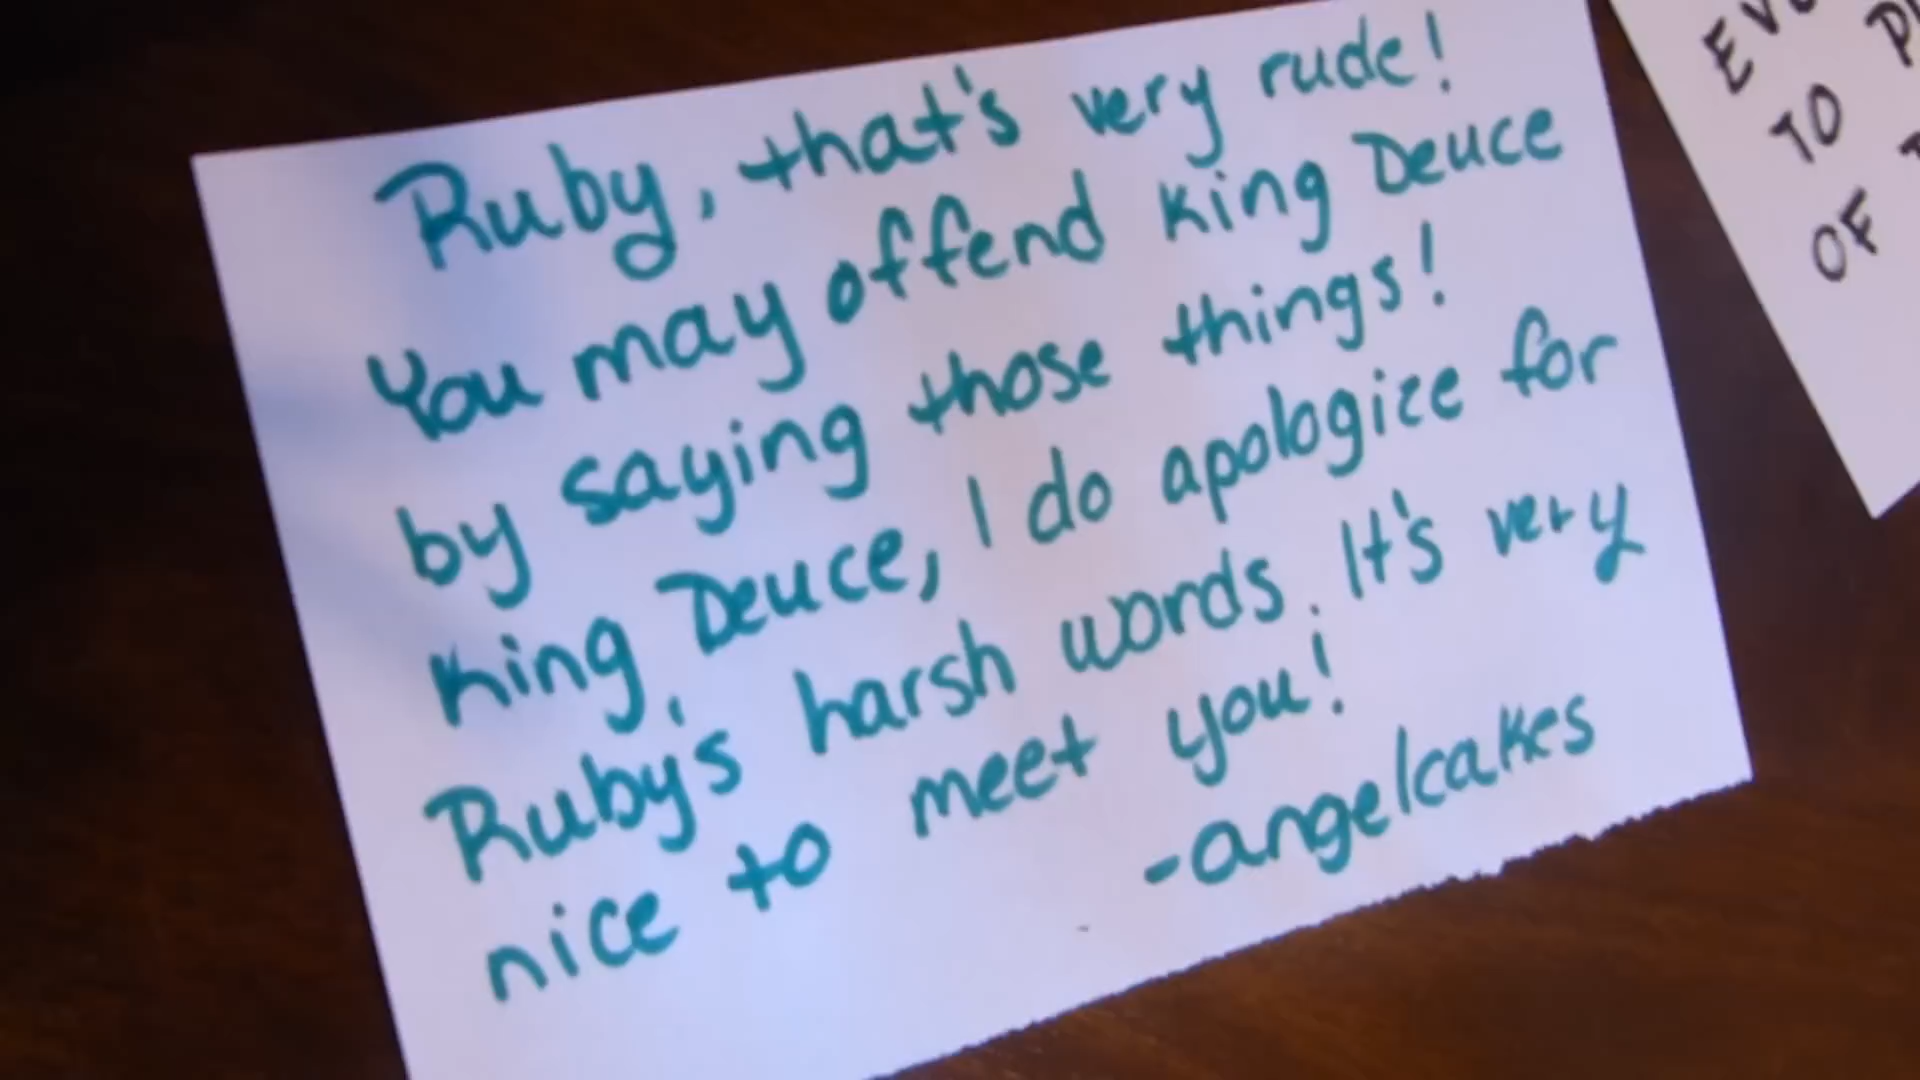 Ruby, that's very rude!
You may offend King Deuce
by saying those things!
King Deuce, I do apologize for
Ruby's harsh words. It's very
nice to meet you!
-angelcakes
TO
OF